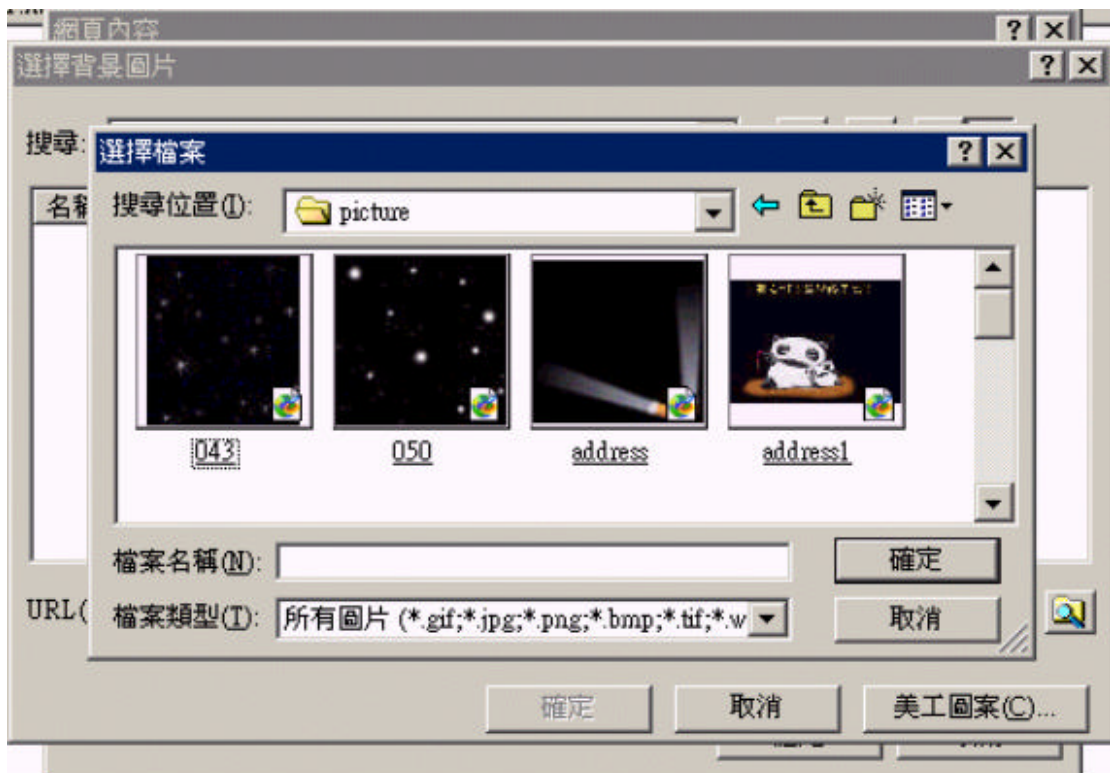 網頁內容
選擇背景圖片
搜尋:
選擇檔案
搜尋位置(I): picture
043 050 address address1
檔案名稱(N): 確定
檔案類型(T): 所有圖片 (*.gif;*.jpg;*.png;*.bmp;*.tif;*.w 取消
URL(
確定 取消 美工圖案(C)...